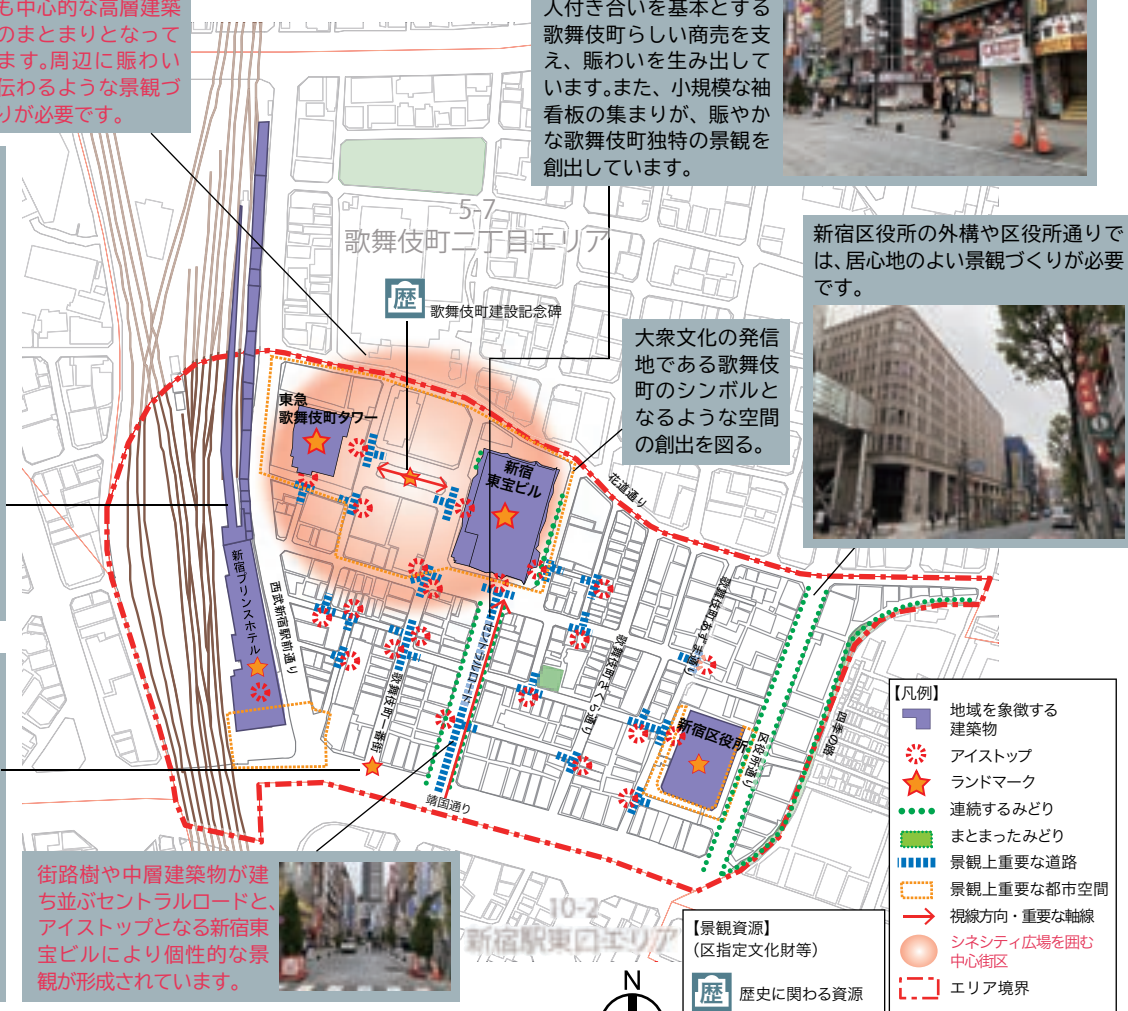 も中心的な高層建築
のまとまりとなって
ます。周辺に賑わい
伝わるような景観づ
りが必要です。
人付き合いを基本とする
歌舞伎町らしい商売を支
え、賑わいを生み出して
います。また、小規模な袖
看板の集まりが、賑やか
な歌舞伎町独特の景観を
創出しています。
5-7
歌舞伎町二丁目エリア
新宿区役所の外構や区役所通りで
は、居心地のよい景観づくりが必要
です。
歴
歌舞伎町建設記念碑
大衆文化の発信
地である歌舞伎
町のシンボルと
なるような空間
の創出を図る。
東急
歌舞伎町タワー
新宿
東宝ビル
花道通り
新宿プリンスホテル
西武新宿駅前通り
歌舞伎町一番街
セントラルロード
歌舞伎町さくら通り
歌舞伎町あずま通り
新宿区役所
区役所通り
四季の路
靖国通り
街路樹や中層建築物が建
ち並ぶセントラルロードと、
アイストップとなる新宿東
宝ビルにより個性的な景
観が形成されています。
10-2
新宿駅東口エリア
N
【景観資源】
(区指定文化財等)
歴 歴史に関わる資源
【凡例】
地域を象徴する
建築物
アイストップ
ランドマーク
連続するみどり
まとまったみどり
景観上重要な道路
景観上重要な都市空間
視線方向・重要な軸線
シネシティ広場を囲む
中心街区
エリア境界